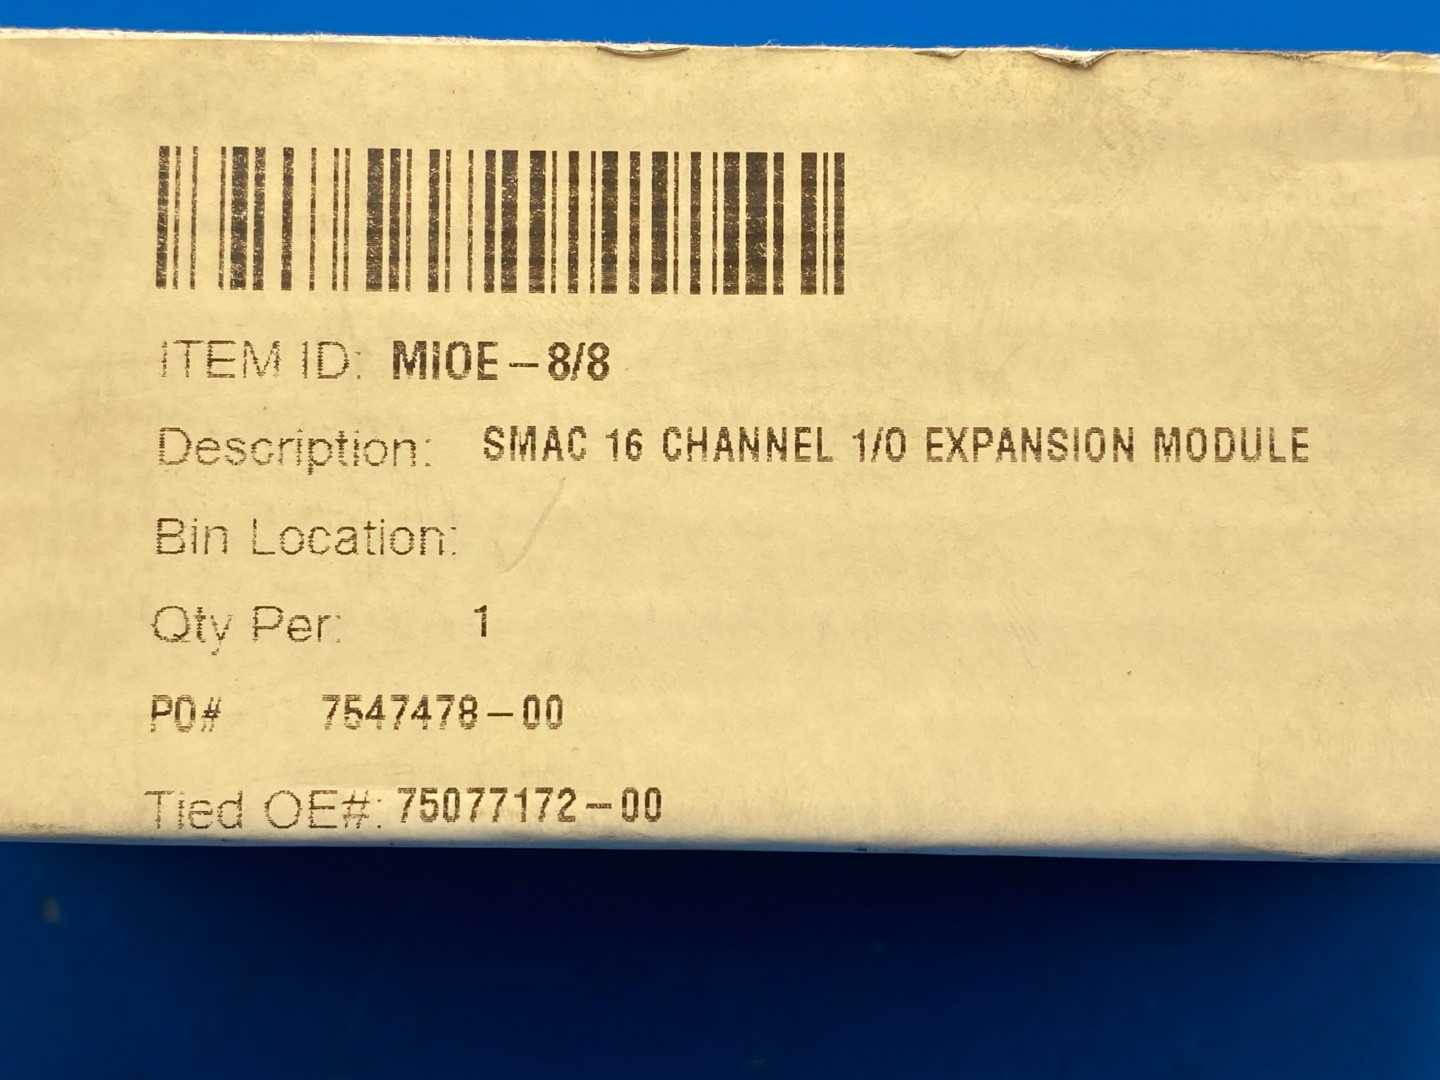 ITEM ID: MIOE-8/8
Description: SMAC 16 CHANNEL 1/0 EXPANSION MODULE
Bin Location:
Qty Per: 1
PO# 7547478-00
Tied OE#: 75077172-00